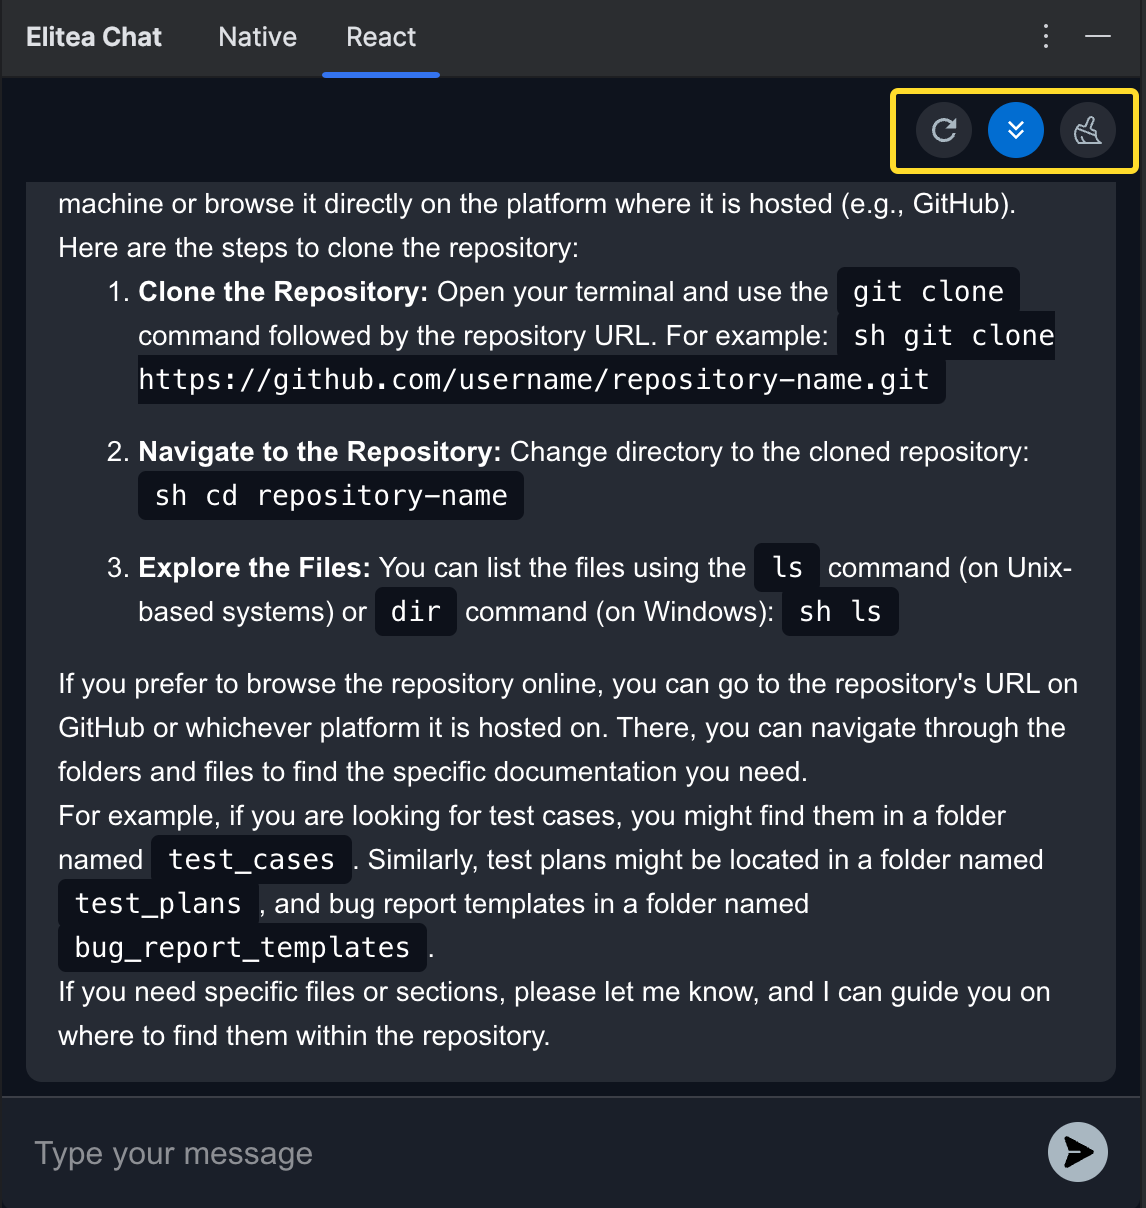 Elitea Chat Native React
machine or browse it directly on the platform where it is hosted (e.g., GitHub).
Here are the steps to clone the repository:
1. Clone the Repository: Open your terminal and use the git clone
command followed by the repository URL. For example: sh git clone
https://github.com/username/repository-name.git
2. Navigate to the Repository: Change directory to the cloned repository:
sh cd repository-name
3. Explore the Files: You can list the files using the ls command (on Unix-
based systems) or dir command (on Windows): sh ls
If you prefer to browse the repository online, you can go to the repository's URL on
GitHub or whichever platform it is hosted on. There, you can navigate through the
folders and files to find the specific documentation you need.
For example, if you are looking for test cases, you might find them in a folder
named test_cases. Similarly, test plans might be located in a folder named
test_plans, and bug report templates in a folder named
bug_report_templates.
If you need specific files or sections, please let me know, and I can guide you on
where to find them within the repository.
Type your message